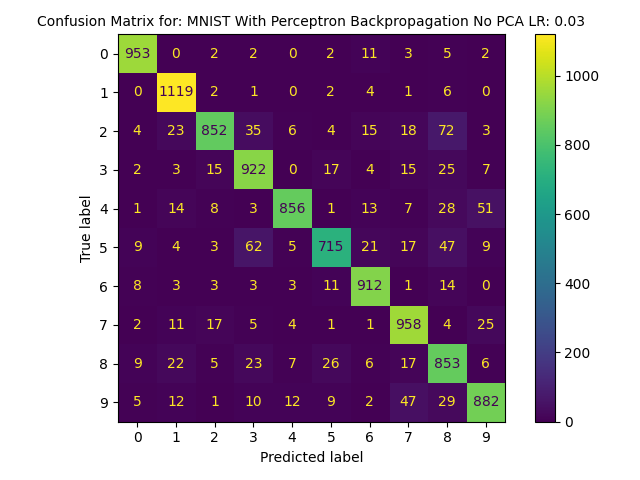 Confusion Matrix for: MNIST With Perceptron Backpropagation No PCA LR: 0.03
0 953 0 2 2 0 2 11 3 5 2
1 0 1119 2 1 0 2 4 1 6 0
2 4 23 852 35 6 4 15 18 72 3
3 2 3 15 922 0 17 4 15 25 7
4 1 14 8 3 856 1 13 7 28 51
5 9 4 3 62 5 715 21 17 47 9
6 8 3 3 3 3 11 912 1 14 0
7 2 11 17 5 4 1 1 958 4 25
8 9 22 5 23 7 26 6 17 853 6
9 5 12 1 10 12 9 2 47 29 882
0 1 2 3 4 5 6 7 8 9
Predicted label
True label
1000
800
600
400
200
0